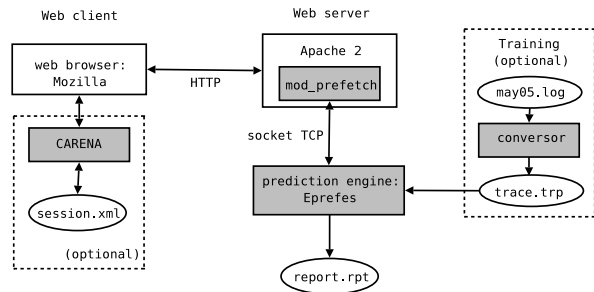 Web client
web browser:
Mozilla
CARENA
session.xml
(optional)
HTTP
Web server
Apache 2
mod_prefetch
socket TCP
prediction engine:
Eprefes
report.rpt
Training
(optional)
may05.log
conversor
trace.trp